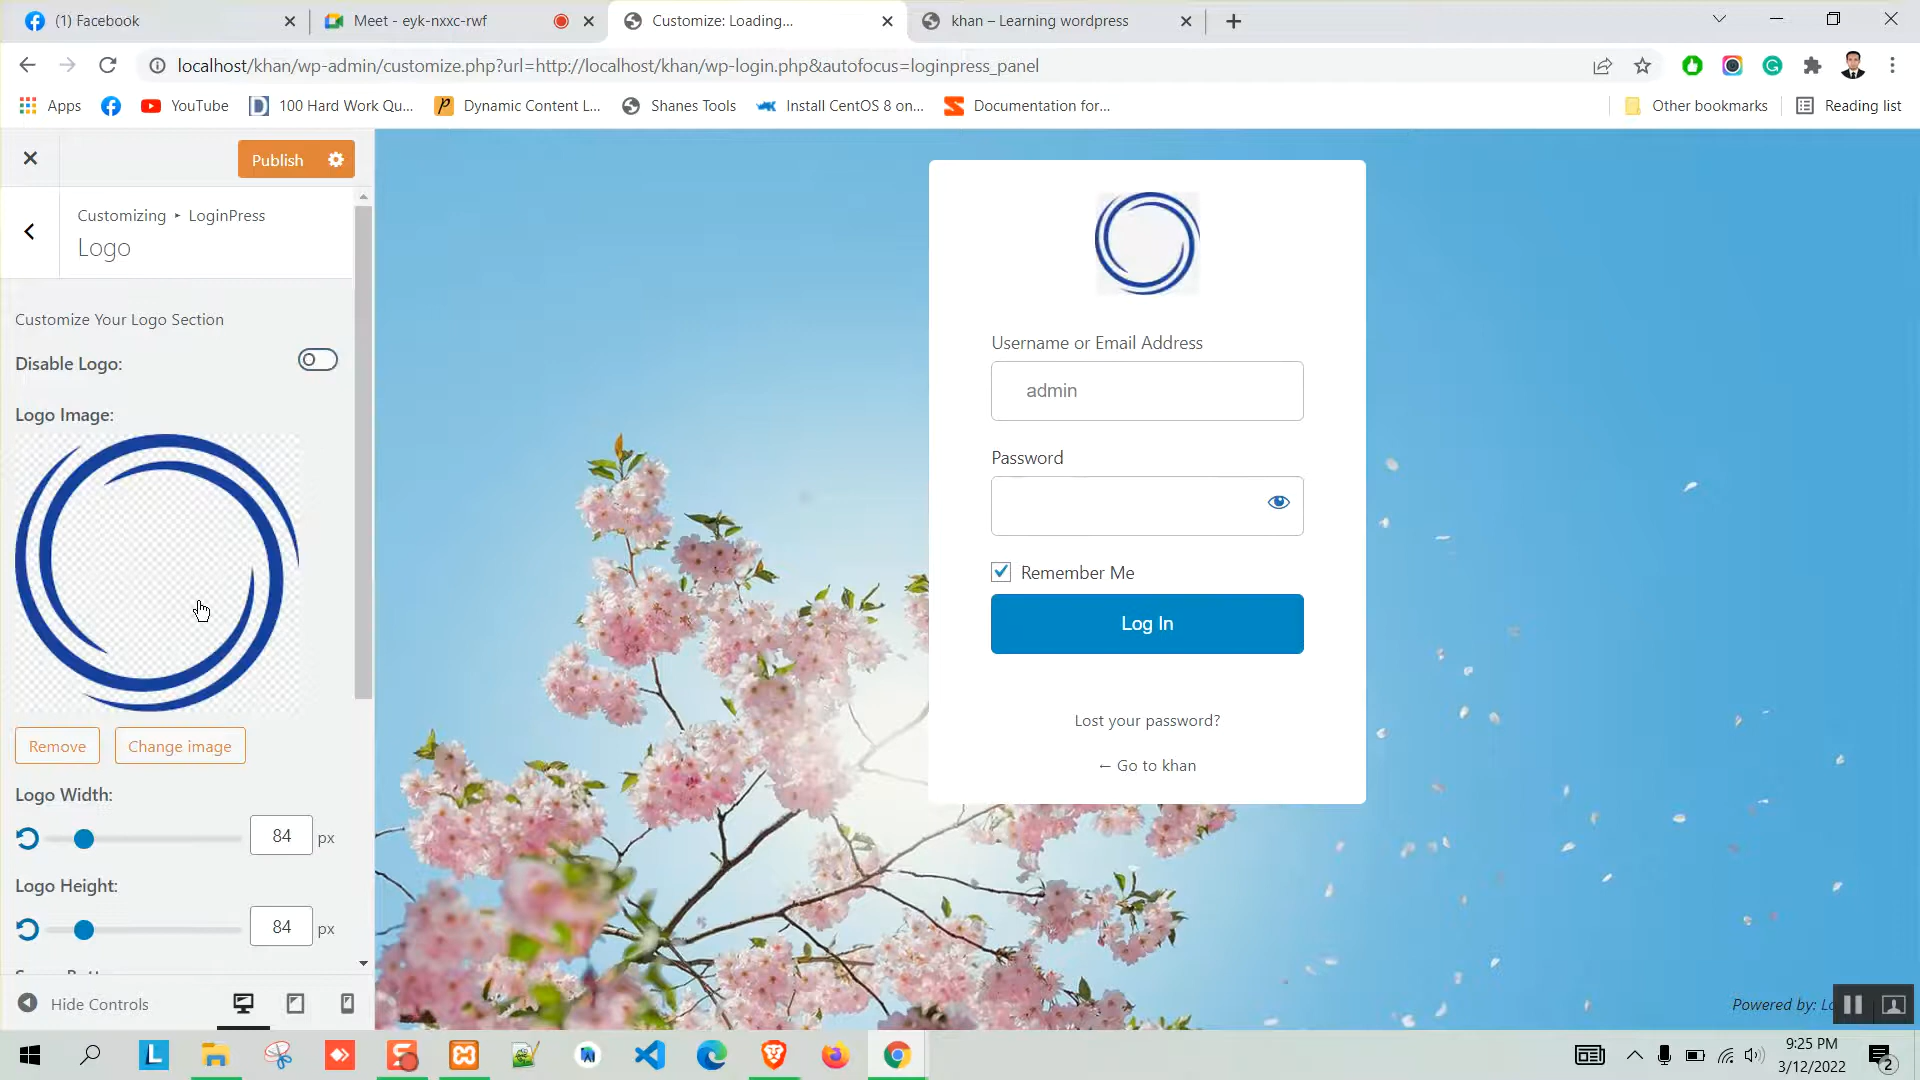 (1) Facebook
Meet - eyk-nxxc-rwf
Customize: Loading...
khan – Learning wordpress
localhost/khan/wp-admin/customize.php?url=http://localhost/khan/wp-login.php&autofocus=loginpress_panel
Apps
YouTube
100 Hard Work Qu...
Dynamic Content L...
Shanes Tools
Install CentOS 8 on...
Documentation for...
Other bookmarks
Reading list
Publish
Customizing ▸ LoginPress
Logo
Customize Your Logo Section
Disable Logo:
Logo Image:
Remove
Change image
Logo Width:
84 px
Logo Height:
84 px
Hide Controls
Username or Email Address
admin
Password
Remember Me
Log In
Lost your password?
← Go to khan
Powered by:
9:25 PM
3/12/2022
2